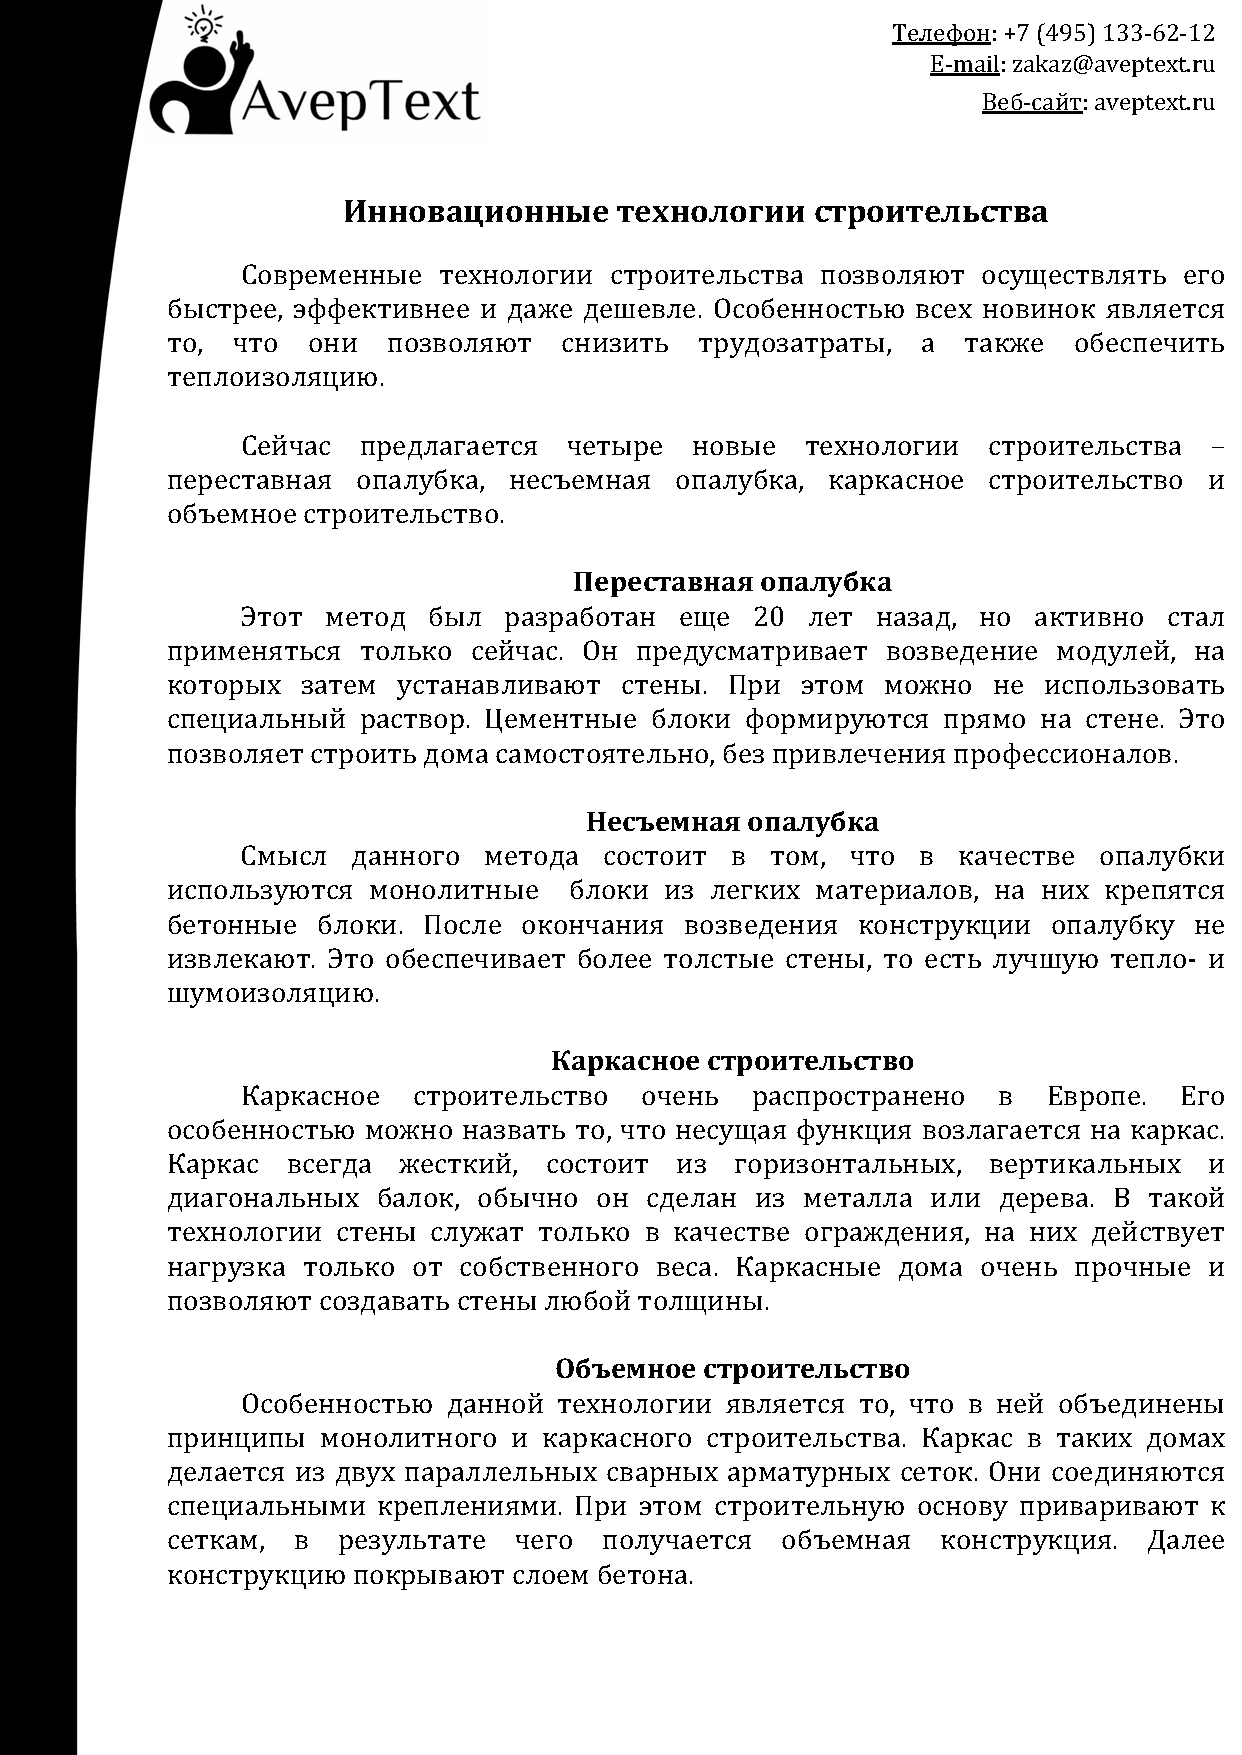 AvepText
Телефон: +7 (495) 133-62-12
E-mail: zakaz@aveptext.ru
Веб-сайт: aveptext.ru
Инновационные технологии строительства
Современные технологии строительства позволяют осуществлять его
быстрее, эффективнее и даже дешевле. Особенностью всех новинок является
то, что они позволяют снизить трудозатраты, а также обеспечить
теплоизоляцию.
Сейчас предлагается четыре новые технологии строительства –
переставная опалубка, несъемная опалубка, каркасное строительство и
объемное строительство.
Переставная опалубка
Этот метод был разработан еще 20 лет назад, но активно стал
применяться только сейчас. Он предусматривает возведение модулей, на
которых затем устанавливают стены. При этом можно не использовать
специальный раствор. Цементные блоки формируются прямо на стене. Это
позволяет строить дома самостоятельно, без привлечения профессионалов.
Несъемная опалубка
Смысл данного метода состоит в том, что в качестве опалубки
используются монолитные блоки из легких материалов, на них крепятся
бетонные блоки. После окончания возведения конструкции опалубку не
извлекают. Это обеспечивает более толстые стены, то есть лучшую тепло- и
шумоизоляцию.
Каркасное строительство
Каркасное строительство очень распространено в Европе. Его
особенностью можно назвать то, что несущая функция возлагается на каркас.
Каркас всегда жесткий, состоит из горизонтальных, вертикальных и
диагональных балок, обычно он сделан из металла или дерева. В такой
технологии стены служат только в качестве ограждения, на них действует
нагрузка только от собственного веса. Каркасные дома очень прочные и
позволяют создавать стены любой толщины.
Объемное строительство
Особенностью данной технологии является то, что в ней объединены
принципы монолитного и каркасного строительства. Каркас в таких домах
делается из двух параллельных сварных арматурных сеток. Они соединяются
специальными креплениями. При этом строительную основу приваривают к
сеткам, в результате чего получается объемная конструкция. Далее
конструкцию покрывают слоем бетона.